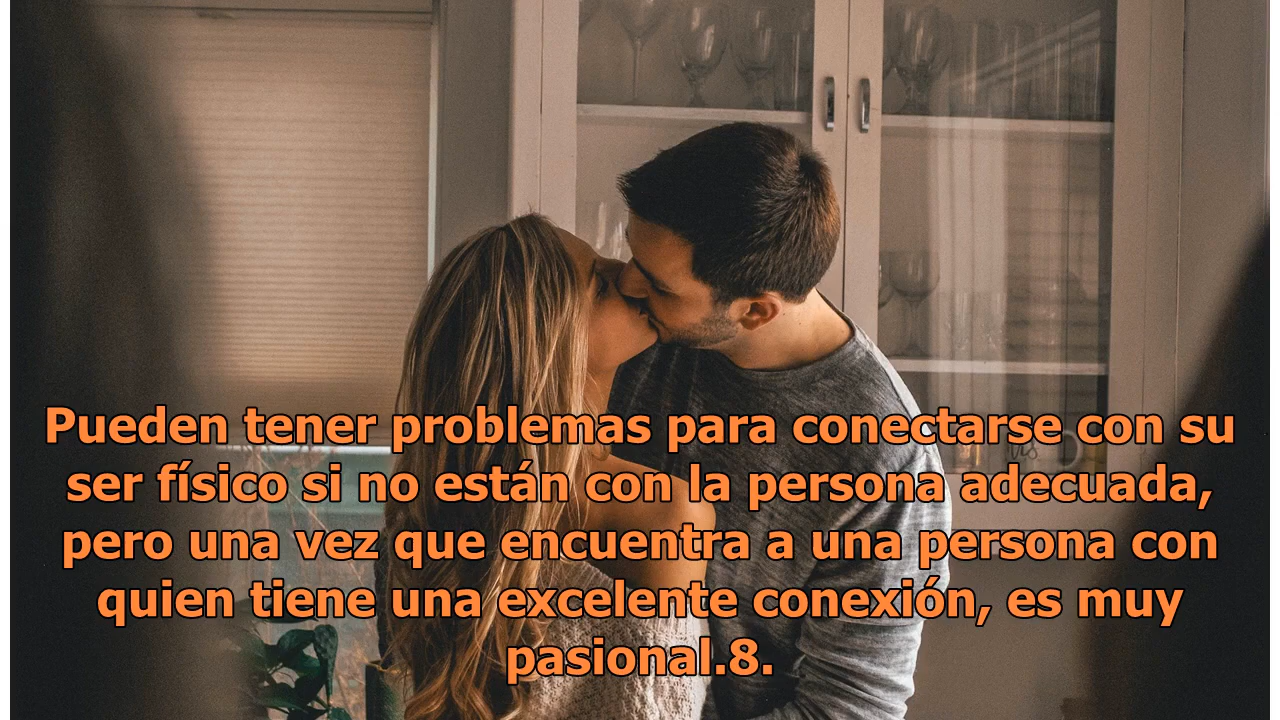 Pueden tener problemas para conectarse con su
ser físico si no están con la persona adecuada,
pero una vez que encuentra a una persona con
quien tiene una excelente conexión, es muy
pasional.8.